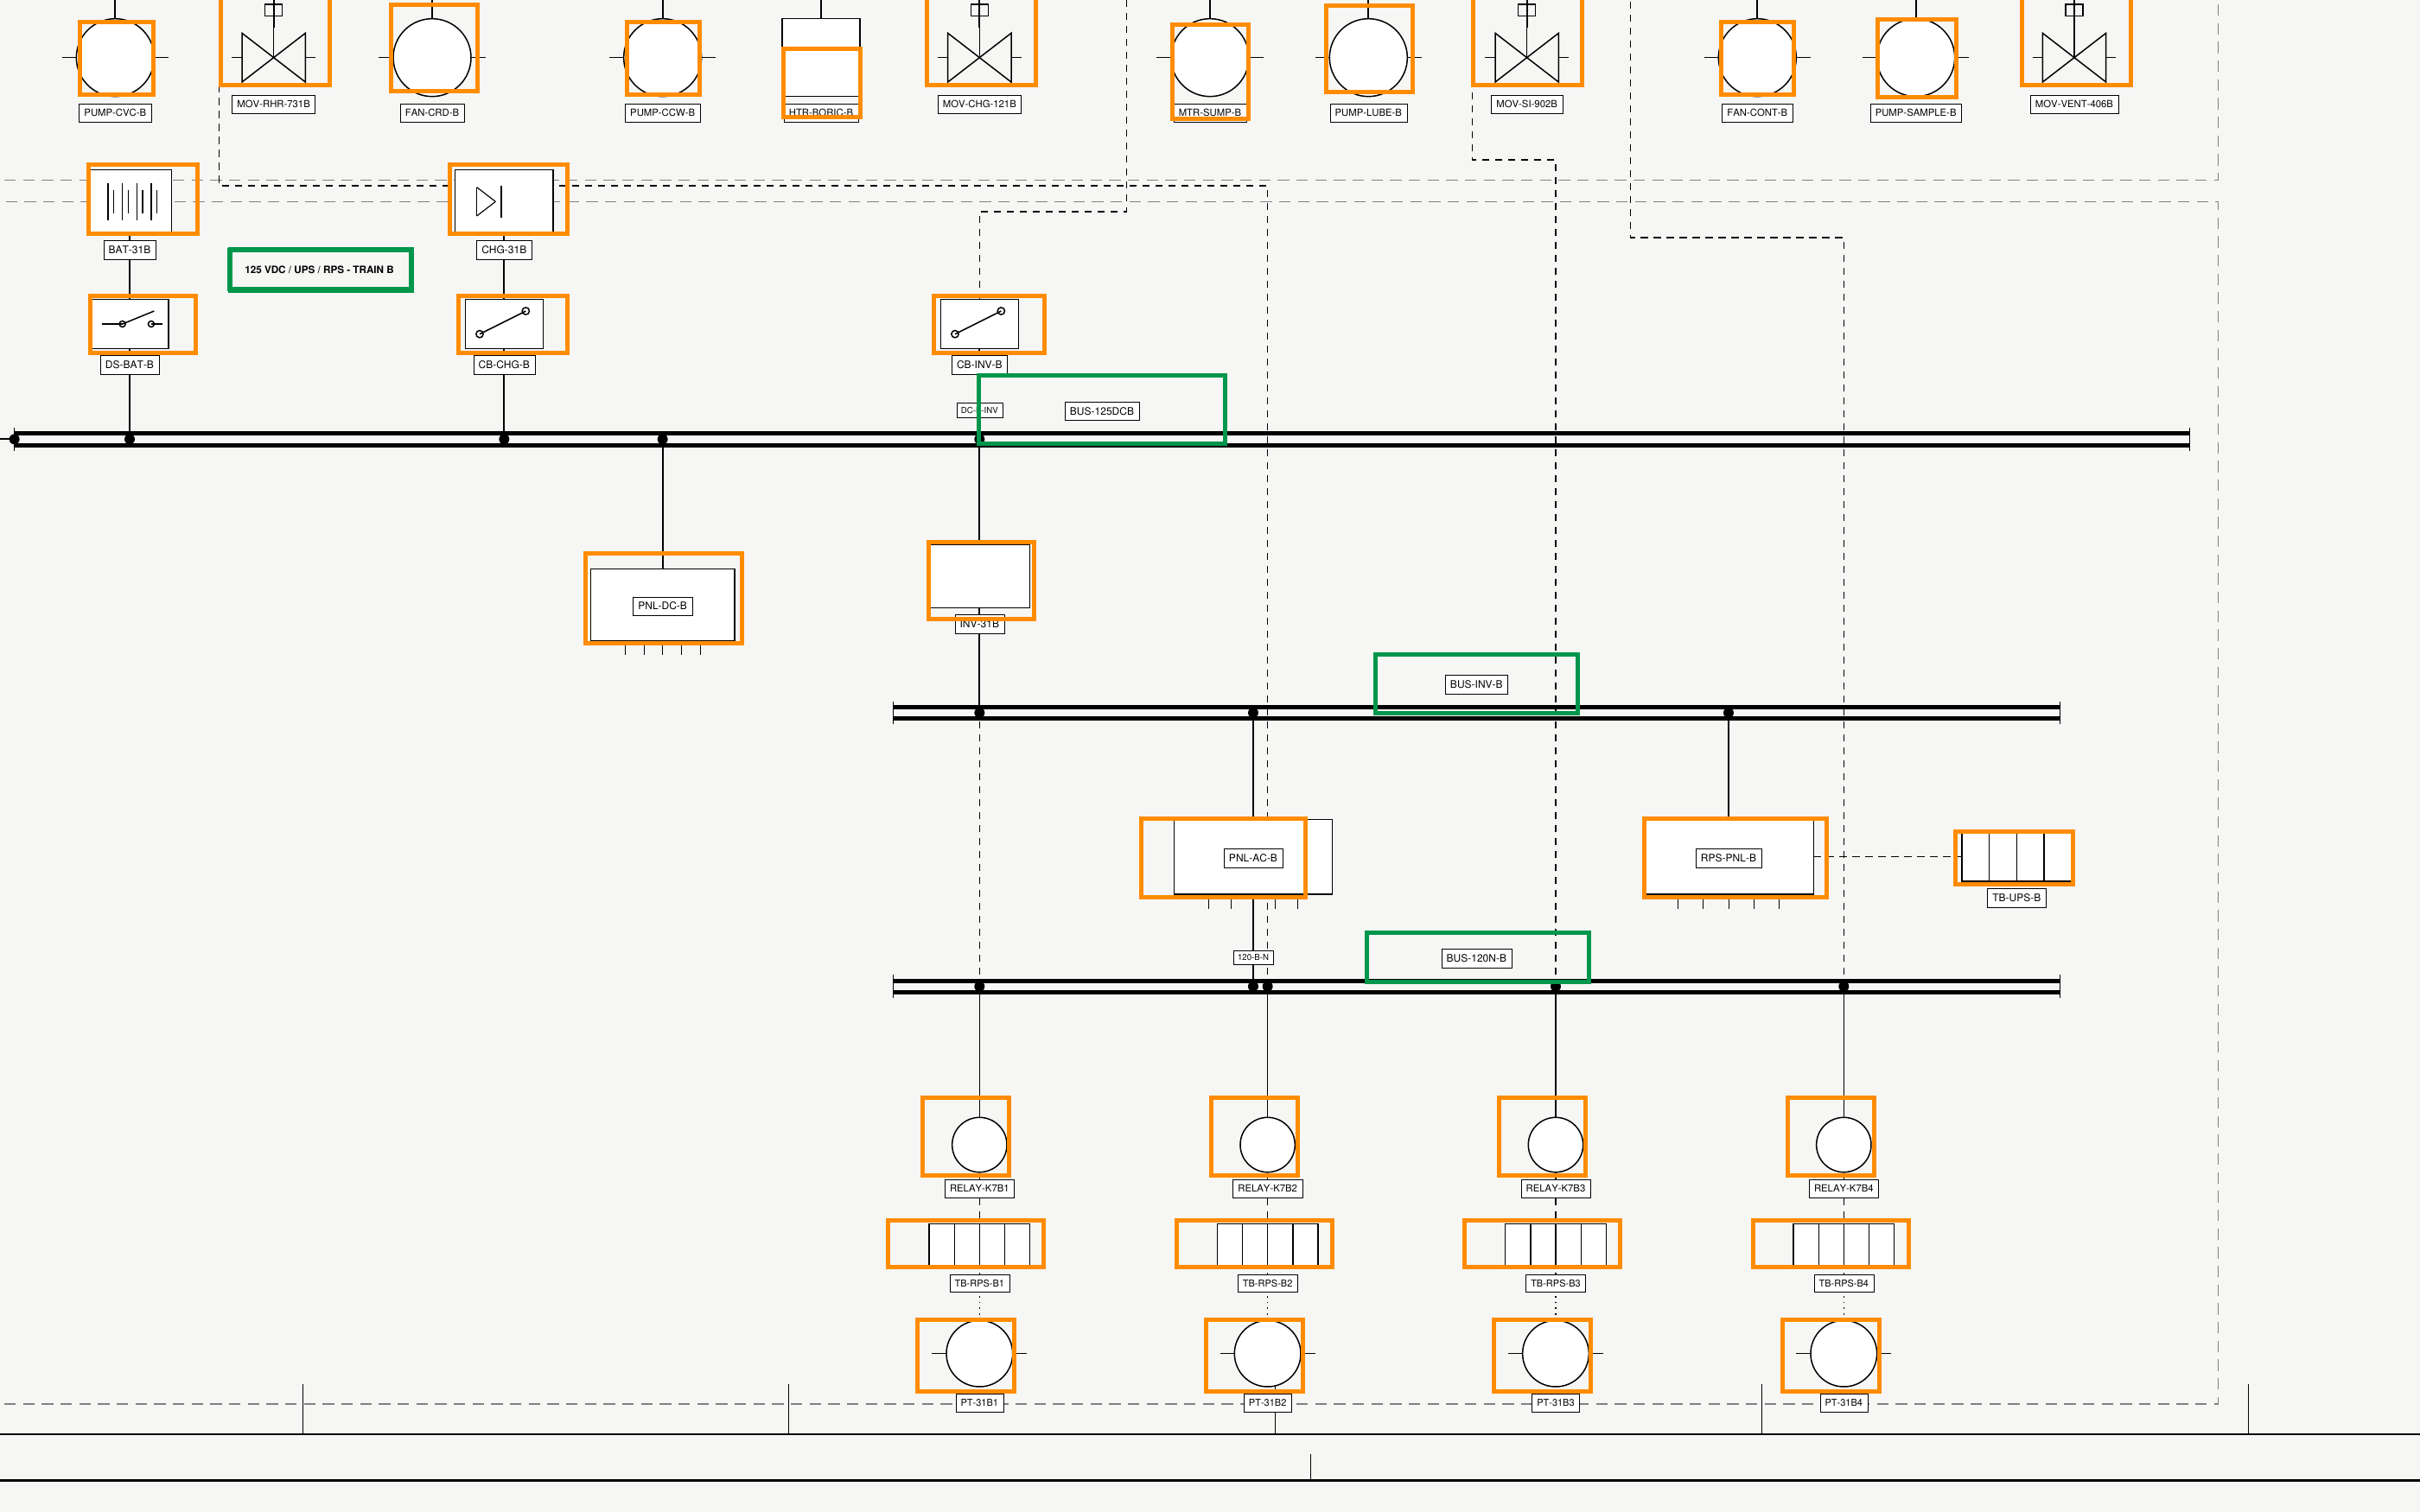 PUMP-CVC-B
MOV-RHR-731B
FAN-CRD-B
PUMP-CCW-B
HTR-BORIC-B
MOV-CHG-121B
MTR-SUMP-B
PUMP-LUBE-B
MOV-SI-902B
FAN-CONT-B
PUMP-SAMPLE-B
MOV-VENT-406B
BAT-31B
125 VDC / UPS / RPS - TRAIN B
CHG-31B
DS-BAT-B
CB-CHG-B
CB-INV-B
DC-B-INV
BUS-125DCB
PNL-DC-B
INV-31B
BUS-INV-B
PNL-AC-B
RPS-PNL-B
TB-UPS-B
120-B-N
BUS-120N-B
RELAY-K7B1
RELAY-K7B2
RELAY-K7B3
RELAY-K7B4
TB-RPS-B1
TB-RPS-B2
TB-RPS-B3
TB-RPS-B4
PT-31B1
PT-31B2
PT-31B3
PT-31B4